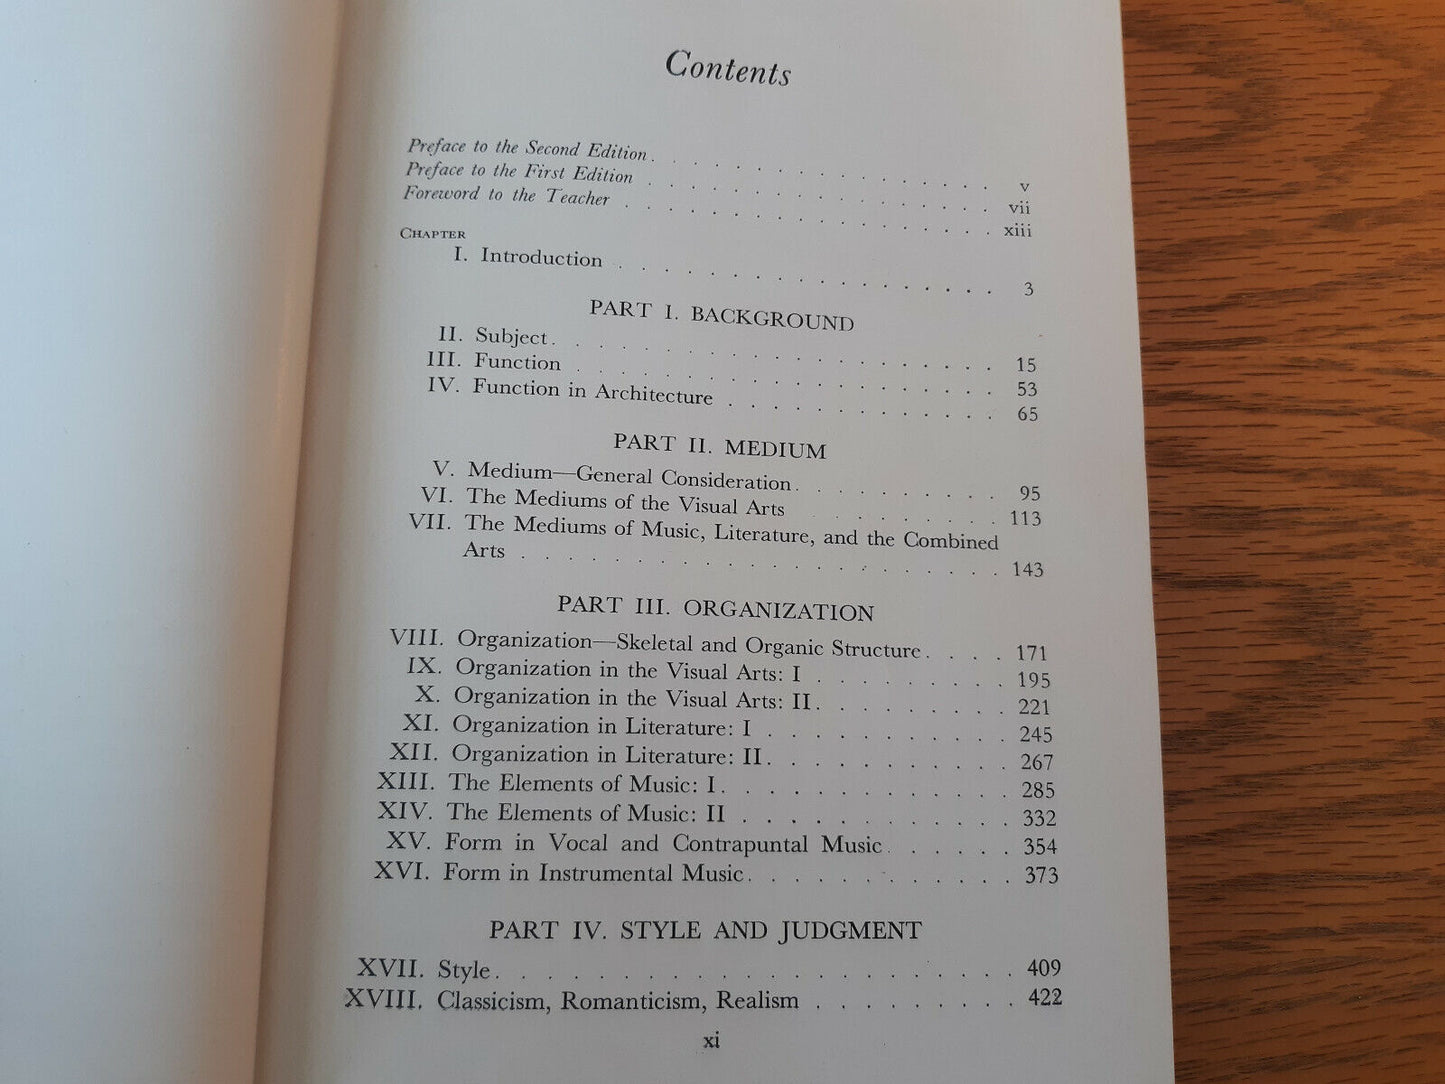 Contents
Preface to the Second Edition . . . . . . . . . . . . . . v
Preface to the First Edition . . . . . . . . . . . . . . vii
Foreword to the Teacher . . . . . . . . . . . . . . . xiii
CHAPTER
I. Introduction . . . . . . . . . . . . . . . . . 3
PART I. BACKGROUND
II. Subject . . . . . . . . . . . . . . . . . . . 15
III. Function . . . . . . . . . . . . . . . . . . 53
IV. Function in Architecture . . . . . . . . . . . . 65
PART II. MEDIUM
V. Medium—General Consideration . . . . . . . . . 95
VI. The Mediums of the Visual Arts . . . . . . . . 113
VII. The Mediums of Music, Literature, and the Combined
Arts . . . . . . . . . . . . . . . . . . . . 143
PART III. ORGANIZATION
VIII. Organization—Skeletal and Organic Structure . . . . 171
IX. Organization in the Visual Arts: I . . . . . . . . 195
X. Organization in the Visual Arts: II . . . . . . . . 221
XI. Organization in Literature: I . . . . . . . . . . 245
XII. Organization in Literature: II . . . . . . . . . . 267
XIII. The Elements of Music: I . . . . . . . . . . . . 285
XIV. The Elements of Music: II . . . . . . . . . . . 332
XV. Form in Vocal and Contrapuntal Music . . . . . . 354
XVI. Form in Instrumental Music . . . . . . . . . . . 373
PART IV. STYLE AND JUDGMENT
XVII. Style . . . . . . . . . . . . . . . . . . . . . 409
XVIII. Classicism, Romanticism, Realism . . . . . . . . 422
xi